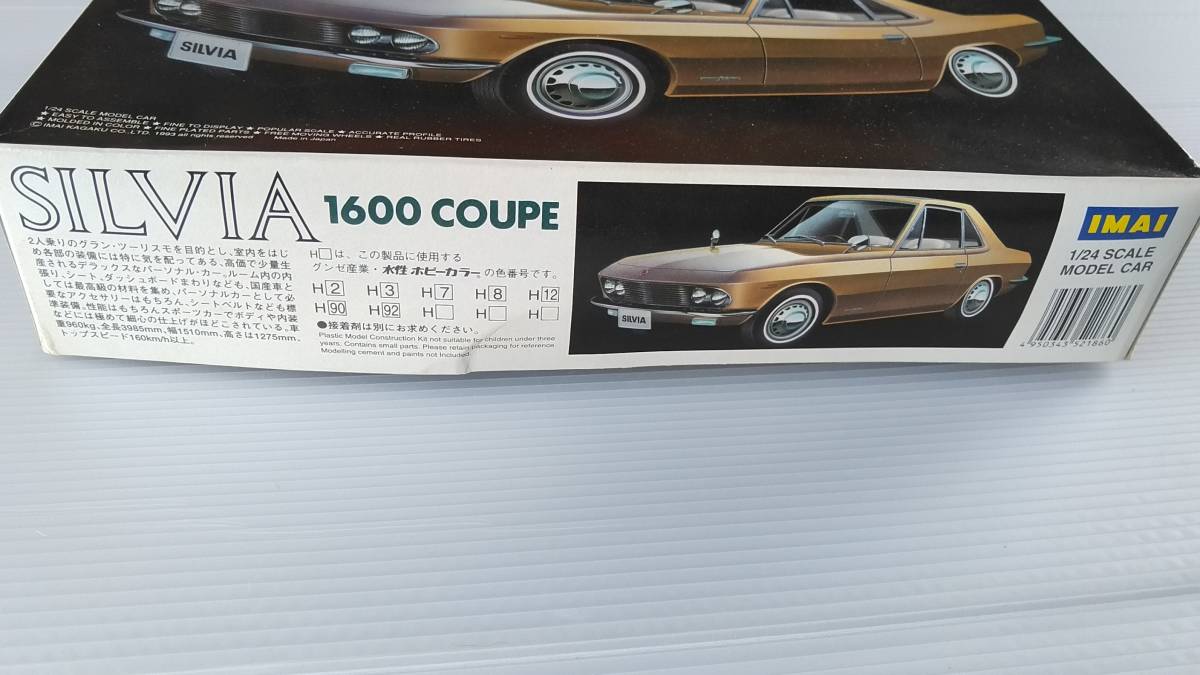 SILVIA
1/24 SCALE MODEL CAR
★ EASY TO ASSEMBLE ★ FINE TO DISPLAY ★ POPULAR SCALE ★ ACCURATE PROFILE
★ MOLDED IN COLOR ★ FINE PLATED PARTS ★ FREE MOVING WHEELS ★ REAL RUBBER TIRES
©IMAI KAGAKU CO., LTD. 1993 all rights reserved Made in Japan
SILVIA 1600 COUPE
2人乗りのグラン・ツーリスモを目的とし、室内をはじ
め各部の装備には特に気を配ってある、高価で少量生
産されるデラックスなパーソナル・カー。ルーム内の内
張り、シート、ダッシュボードまわりなども、国産車と
しては最高級の材料を集め、パーソナルカーとして必
要なアクセサリーはもちろん、シートベルトなども標
準装備。性能はもちろんスポーツカーでボディや内装
などには極めて細心の仕上げがほどこされている。車
重960kg、全長3985mm、幅1510mm、高さは1275mm。
トップスピード160km/h以上。
H□は、この製品に使用する
グンゼ産業・水性ホビーカラーの色番号です。
H2 H3 H7 H8 H12
H90 H92 H□ H□ H□
●接着剤は別にお求めください。
Plastic Model Construction Kit not suitable for children under three
years. Contains small parts. Please retain packaging for reference
Modelling cement and paints not Included.
SILVIA
IMAI
1/24 SCALE
MODEL CAR
4 950343 521860